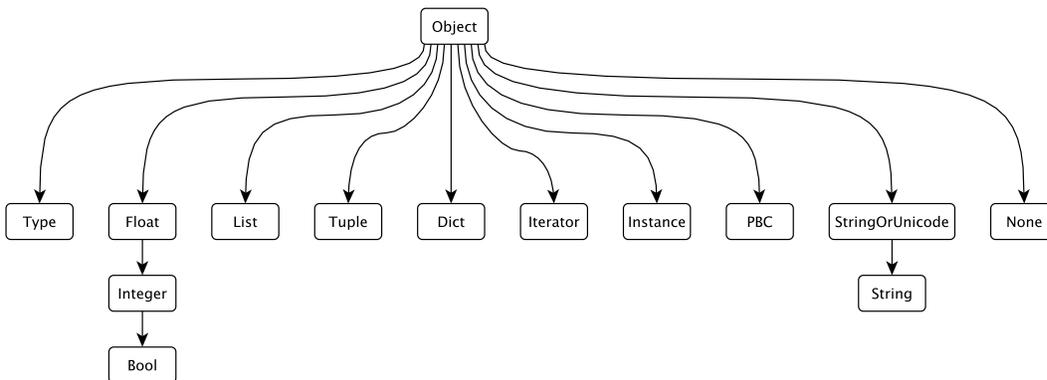 Object
Type Float List Tuple Dict Iterator Instance PBC StringOrUnicode None
Integer String
Bool